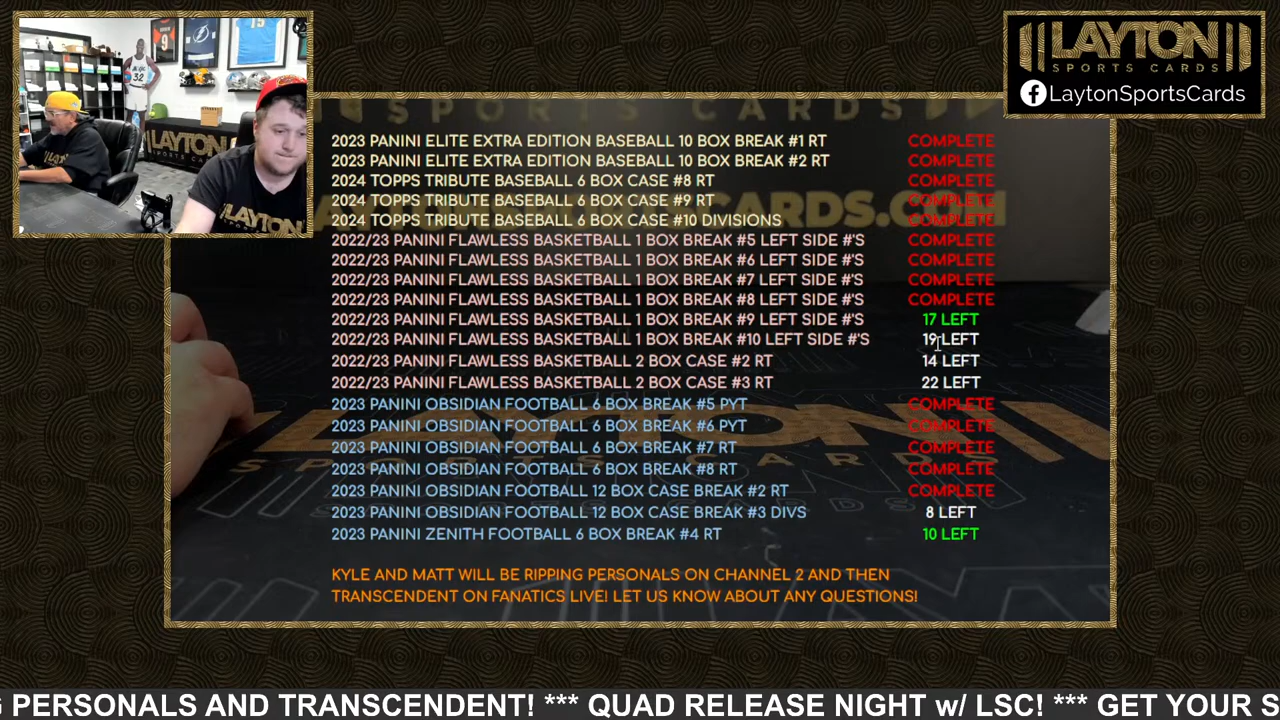 LAYTON
SPORTS CARDS
LaytonSportsCards
2023 PANINI ELITE EXTRA EDITION BASEBALL 10 BOX BREAK #1 RT COMPLETE
2023 PANINI ELITE EXTRA EDITION BASEBALL 10 BOX BREAK #2 RT COMPLETE
2024 TOPPS TRIBUTE BASEBALL 6 BOX CASE #8 RT COMPLETE
2024 TOPPS TRIBUTE BASEBALL 6 BOX CASE #9 RT COMPLETE
2024 TOPPS TRIBUTE BASEBALL 6 BOX CASE #10 DIVISIONS COMPLETE
2022/23 PANINI FLAWLESS BASKETBALL 1 BOX BREAK #5 LEFT SIDE #'S COMPLETE
2022/23 PANINI FLAWLESS BASKETBALL 1 BOX BREAK #6 LEFT SIDE #'S COMPLETE
2022/23 PANINI FLAWLESS BASKETBALL 1 BOX BREAK #7 LEFT SIDE #'S COMPLETE
2022/23 PANINI FLAWLESS BASKETBALL 1 BOX BREAK #8 LEFT SIDE #'S COMPLETE
2022/23 PANINI FLAWLESS BASKETBALL 1 BOX BREAK #9 LEFT SIDE #'S 17 LEFT
2022/23 PANINI FLAWLESS BASKETBALL 1 BOX BREAK #10 LEFT SIDE #'S 19 LEFT
2022/23 PANINI FLAWLESS BASKETBALL 2 BOX CASE #2 RT 14 LEFT
2022/23 PANINI FLAWLESS BASKETBALL 2 BOX CASE #3 RT 22 LEFT
2023 PANINI OBSIDIAN FOOTBALL 6 BOX BREAK #5 PYT COMPLETE
2023 PANINI OBSIDIAN FOOTBALL 6 BOX BREAK #6 PYT COMPLETE
2023 PANINI OBSIDIAN FOOTBALL 6 BOX BREAK #7 RT COMPLETE
2023 PANINI OBSIDIAN FOOTBALL 6 BOX BREAK #8 RT COMPLETE
2023 PANINI OBSIDIAN FOOTBALL 12 BOX CASE BREAK #2 RT COMPLETE
2023 PANINI OBSIDIAN FOOTBALL 12 BOX CASE BREAK #3 DIVS 8 LEFT
2023 PANINI ZENITH FOOTBALL 6 BOX BREAK #4 RT 10 LEFT
KYLE AND MATT WILL BE RIPPING PERSONALS ON CHANNEL 2 AND THEN
TRANSCENDENT ON FANATICS LIVE! LET US KNOW ABOUT ANY QUESTIONS!
PERSONALS AND TRANSCENDENT! *** QUAD RELEASE NIGHT w/ LSC! *** GET YOUR S